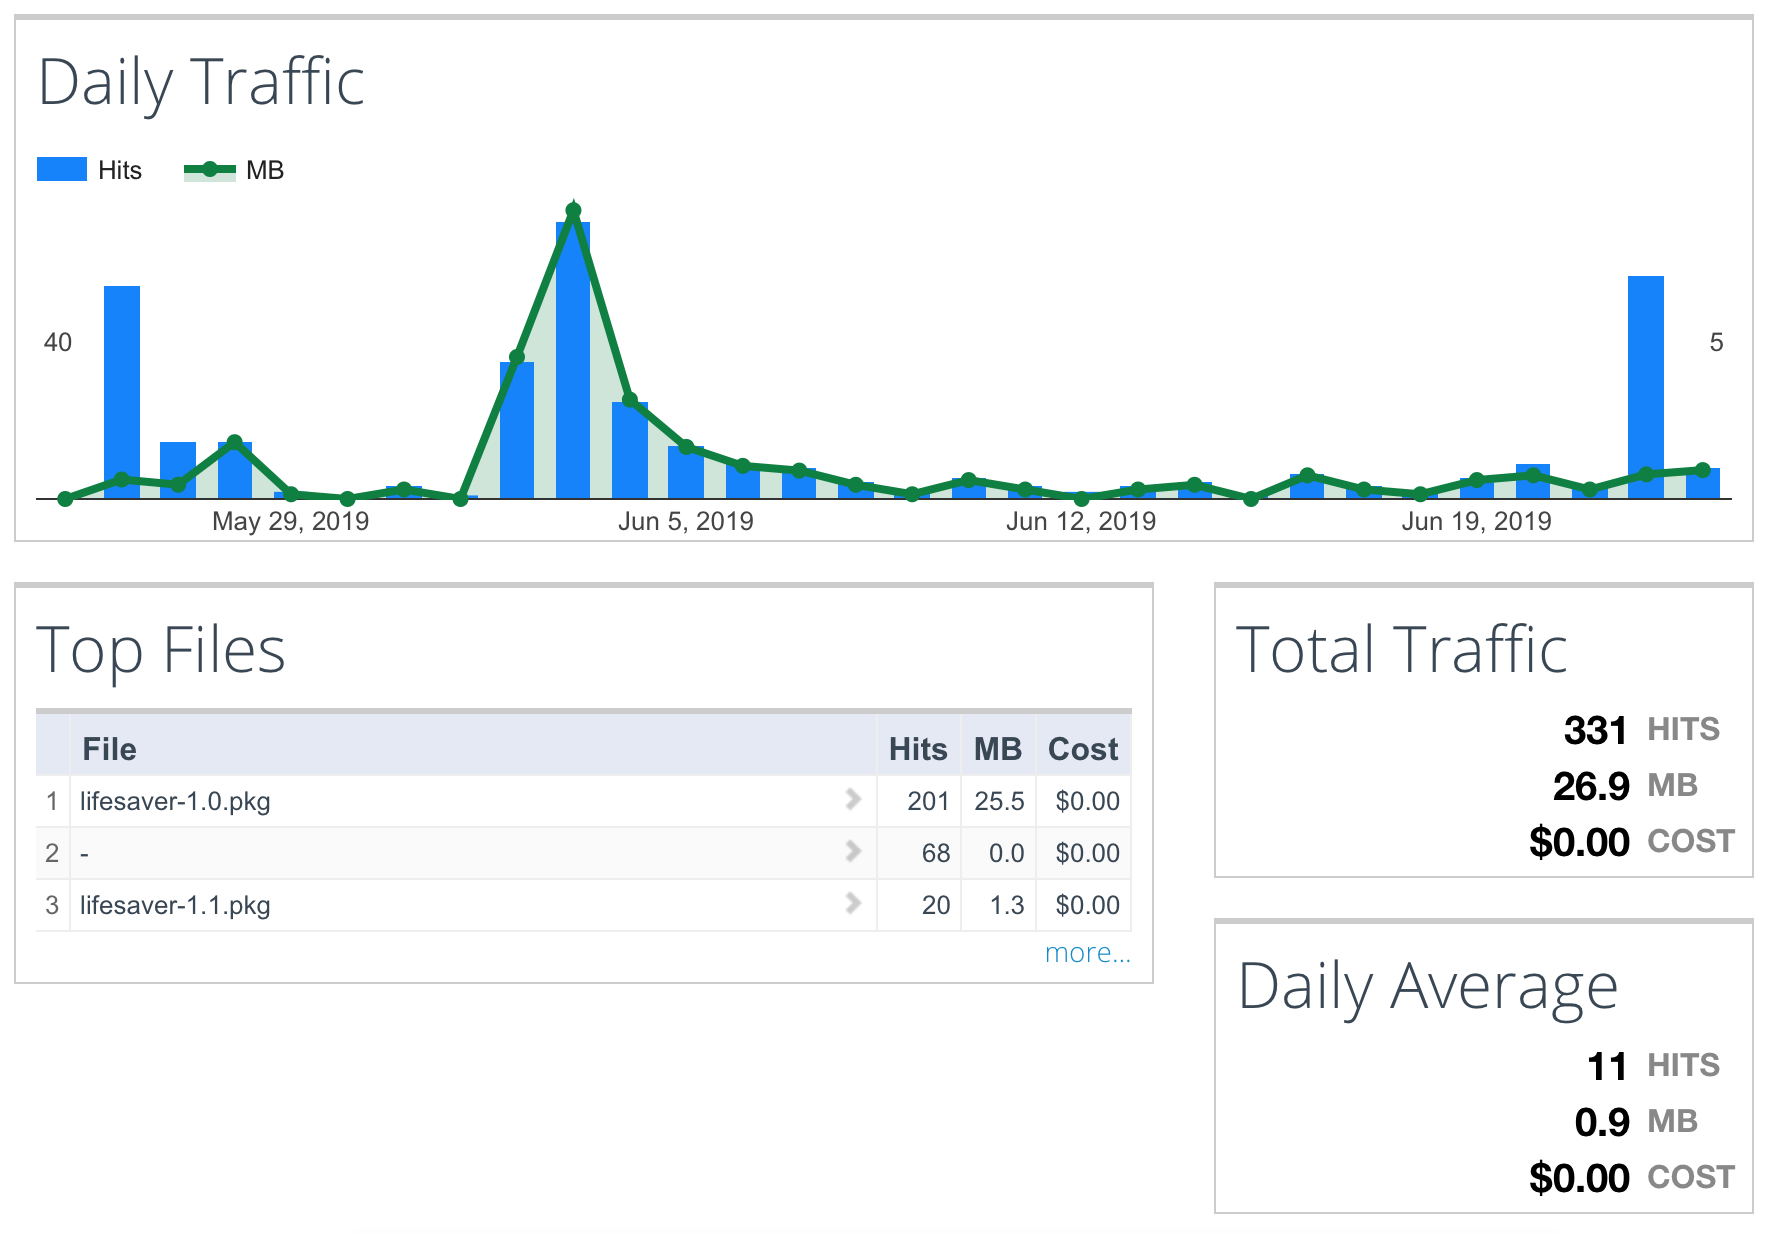 Daily Traffic
Hits MB
40 5
May 29, 2019 Jun 5, 2019 Jun 12, 2019 Jun 19, 2019
Top Files
File Hits MB Cost
1 lifesaver-1.0.pkg 201 25.5 $0.00
2 - 68 0.0 $0.00
3 lifesaver-1.1.pkg 20 1.3 $0.00
more...
Total Traffic
331 HITS
26.9 MB
$0.00 COST
Daily Average
11 HITS
0.9 MB
$0.00 COST